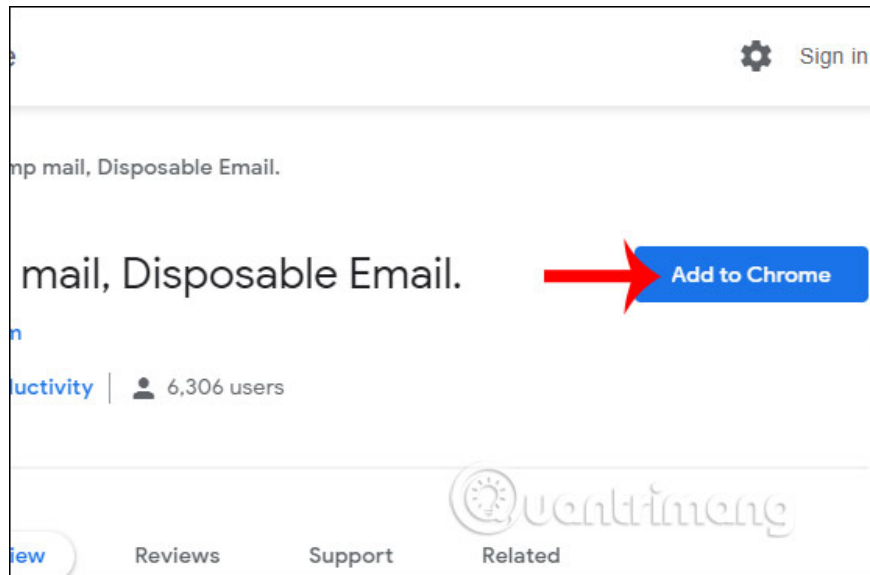 e
Sign in
mp mail, Disposable Email.
mail, Disposable Email.
Add to Chrome
m
luctivity
6,306 users
Quantrimang
iew
Reviews
Support
Related